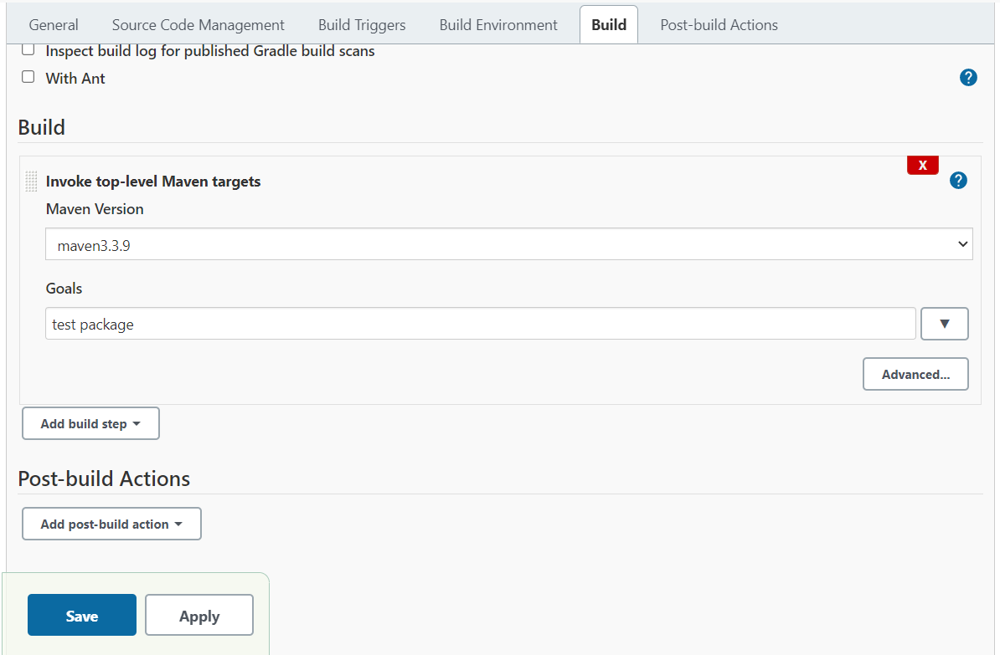 General Source Code Management Build Triggers Build Environment Build Post-build Actions
Inspect build log for published Gradle build scans
With Ant ?
Build
X
Invoke top-level Maven targets ?
Maven Version
maven3.3.9
Goals
test package ▼
Advanced...
Add build step
Post-build Actions
Add post-build action
Save Apply